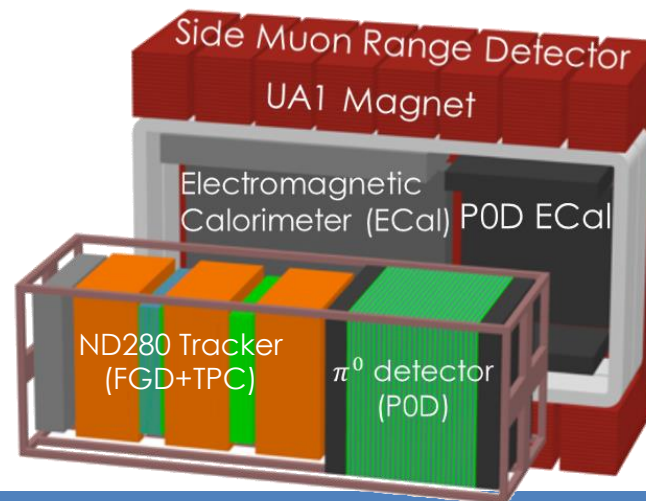 Side Muon Range Detector
UA1 Magnet
Electromagnetic
Calorimeter (ECal)
P0D ECal
ND280 Tracker
(FGD+TPC)
π⁰ detector
(P0D)